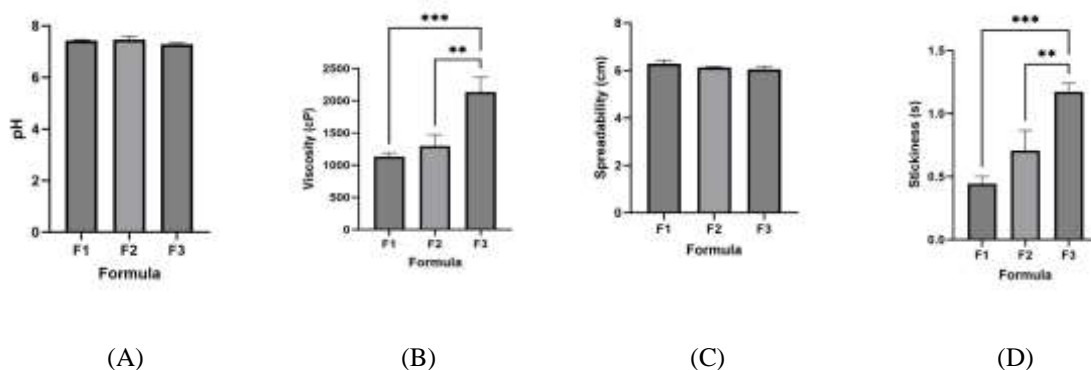 8
6
4
2
0
pH
F1 F2 F3
Formula
(A)
***
**
2500
2000
1500
1000
500
0
Viscosity (cP)
F1 F2 F3
Formula
(B)
8
6
4
2
0
Spreadability (cm)
F1 F2 F3
Formula
(C)
***
**
1.5
1.0
0.5
0.0
Stickiness (s)
F1 F2 F3
Formula
(D)